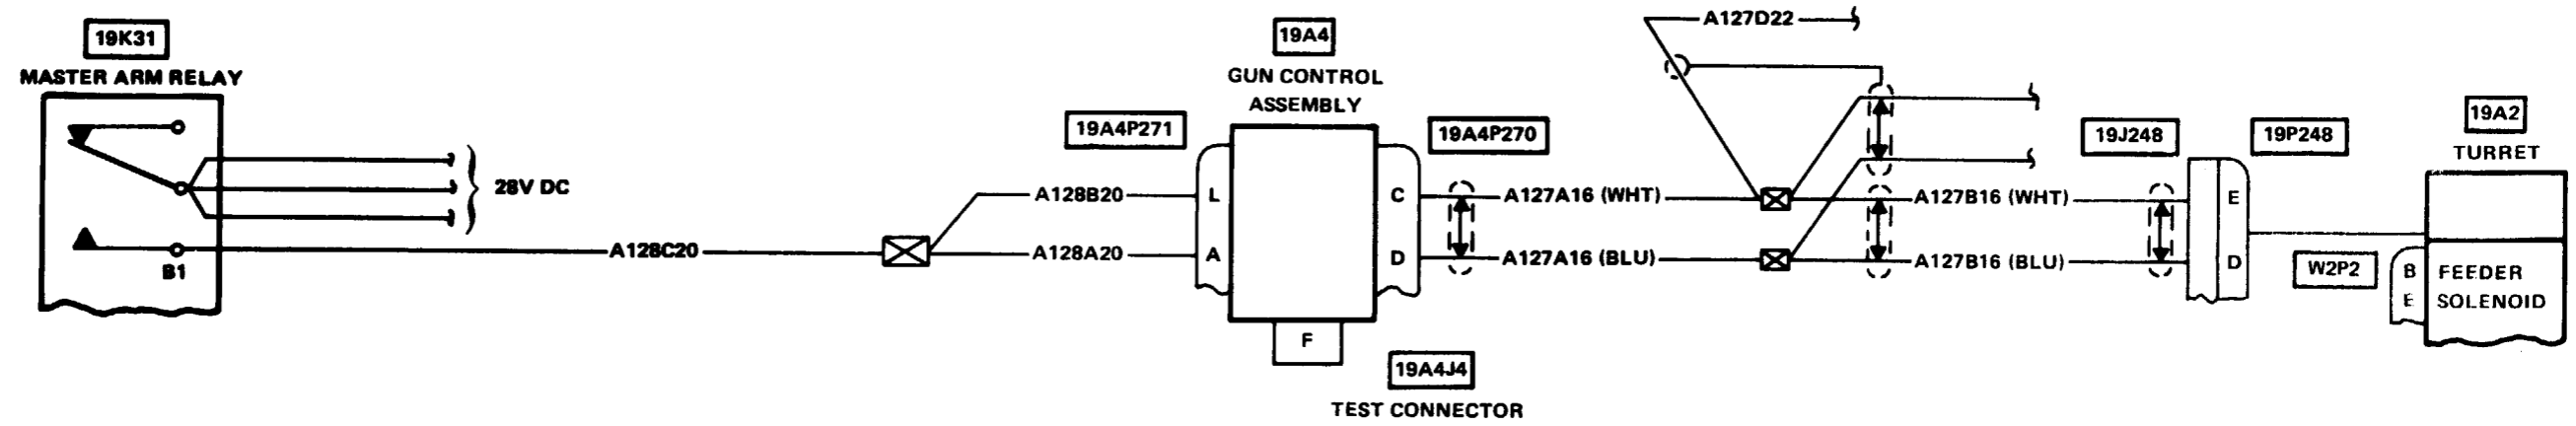 19K31
MASTER ARM RELAY
28V DC
B1
A128C20
A128B20
A128A20
19A4P271
L
A
19A4
GUN CONTROL
ASSEMBLY
F
19A4J4
TEST CONNECTOR
19A4P270
C
D
A127A16 (WHT)
A127A16 (BLU)
A127D22
A127B16 (WHT)
A127B16 (BLU)
19J248
19P248
E
D
19A2
TURRET
W2P2
B
E
FEEDER
SOLENOID